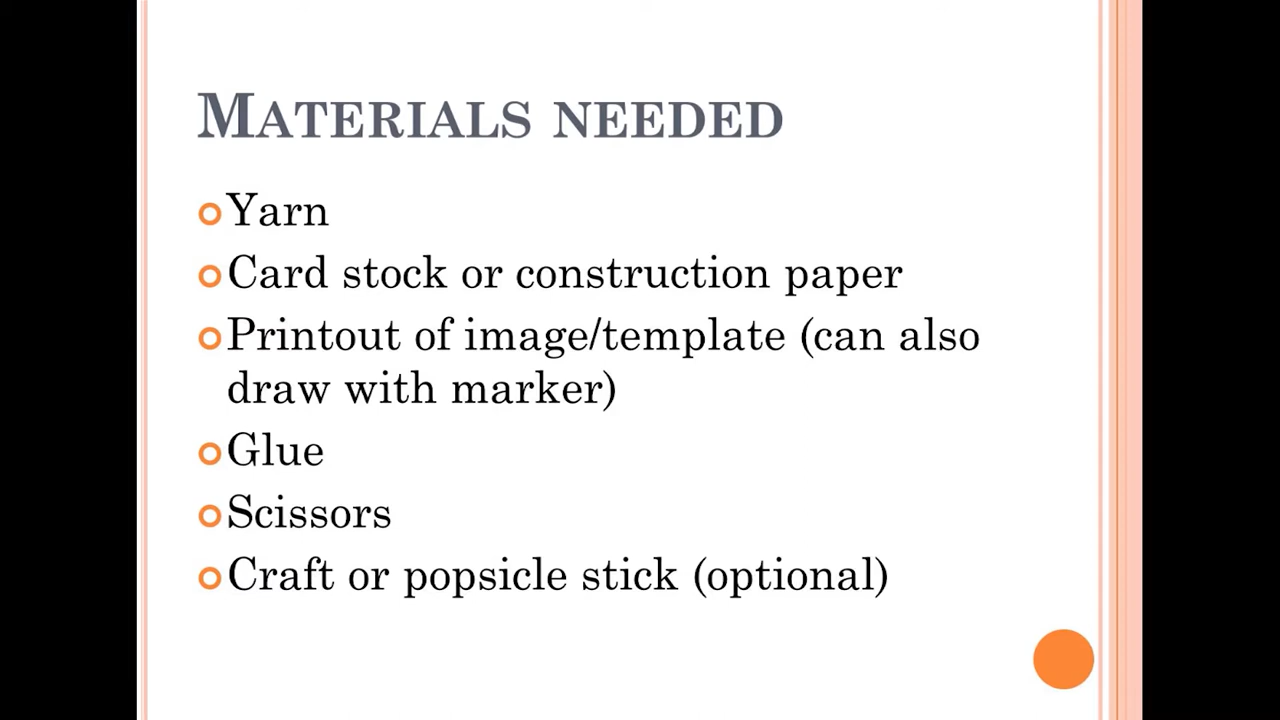 Materials needed
Yarn
Card stock or construction paper
Printout of image/template (can also
draw with marker)
Glue
Scissors
Craft or popsicle stick (optional)